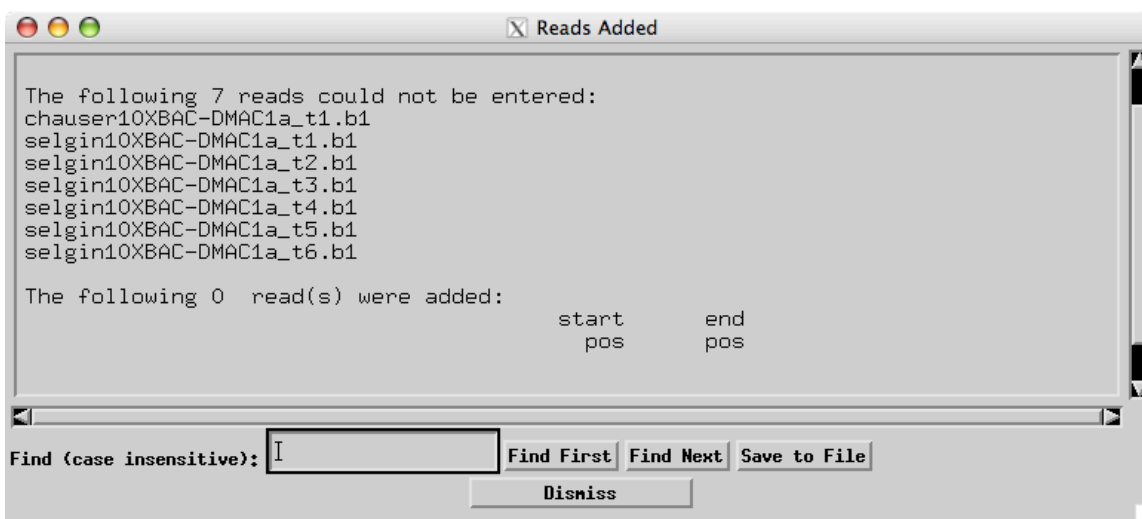 Reads Added
The following 7 reads could not be entered:
chauser10XBAC-DMAC1a_t1.b1
selgin10XBAC-DMAC1a_t1.b1
selgin10XBAC-DMAC1a_t2.b1
selgin10XBAC-DMAC1a_t3.b1
selgin10XBAC-DMAC1a_t4.b1
selgin10XBAC-DMAC1a_t5.b1
selgin10XBAC-DMAC1a_t6.b1
The following 0  read(s) were added:
start end
pos pos
Find (case insensitive): Find First Find Next Save to File
Dismiss